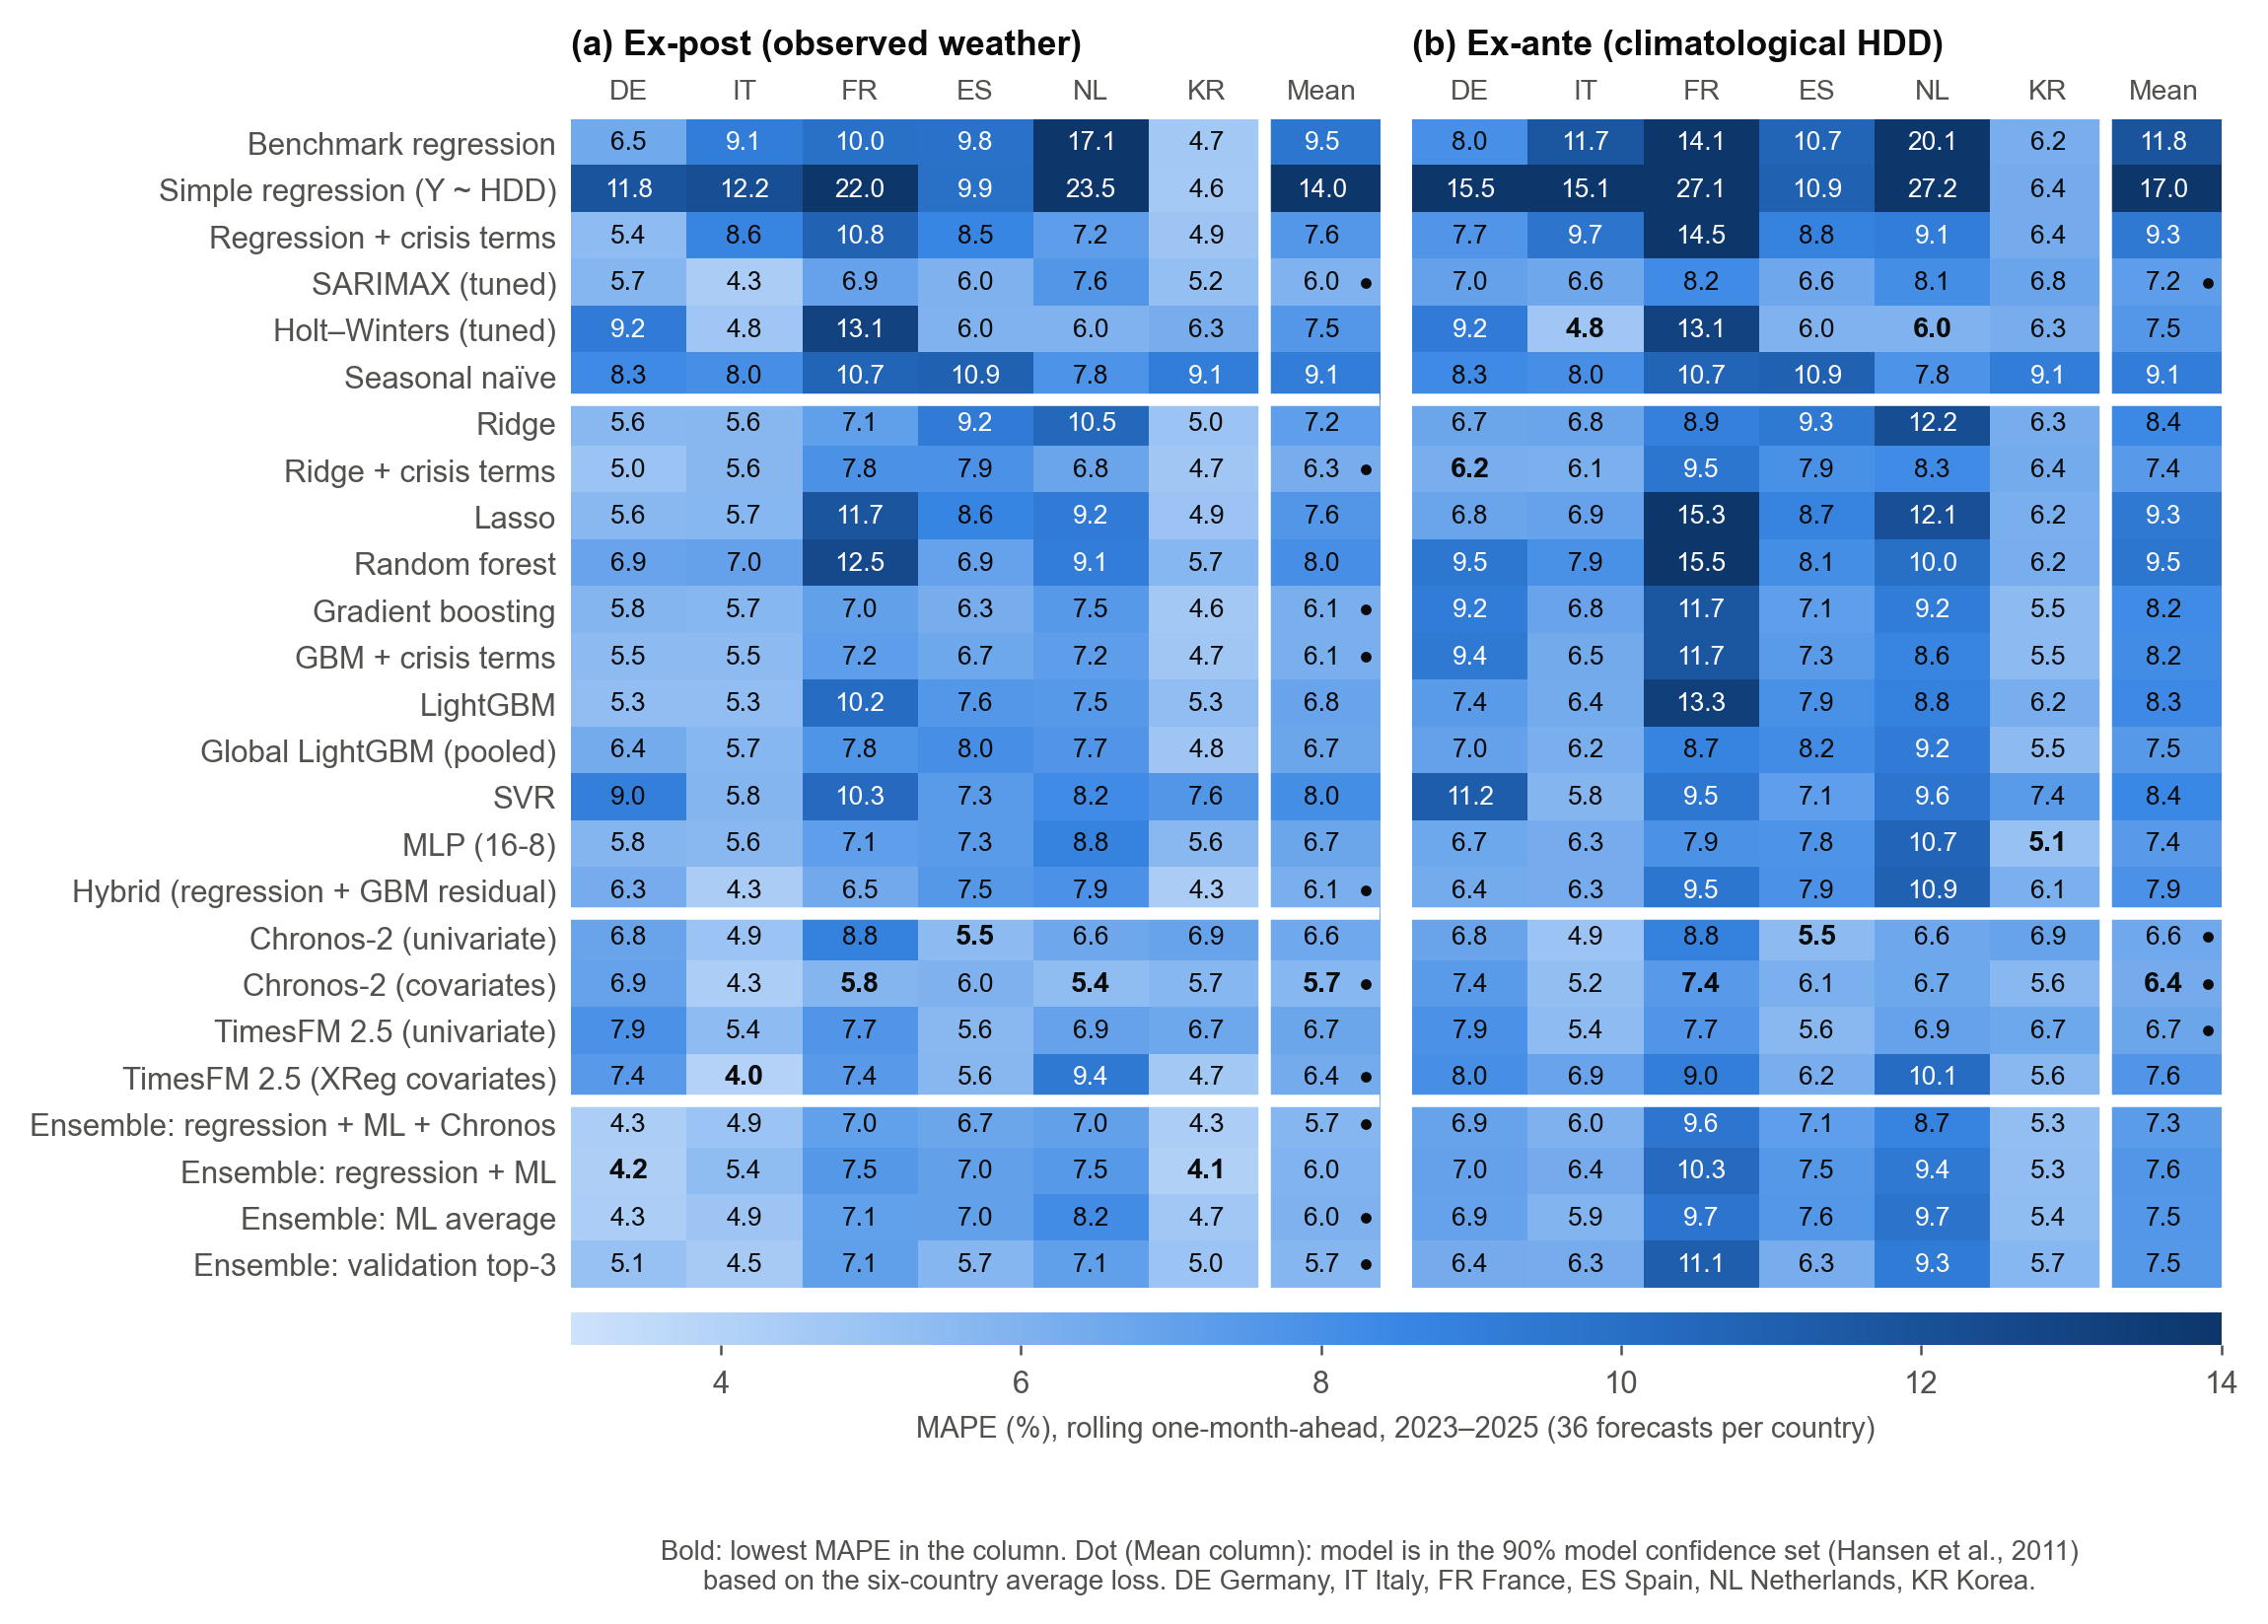 (a) Ex-post (observed weather) (b) Ex-ante (climatological HDD)
DE IT FR ES NL KR Mean DE IT FR ES NL KR Mean
Benchmark regression 6.5 9.1 10.0 9.8 17.1 4.7 9.5 8.0 11.7 14.1 10.7 20.1 6.2 11.8
Simple regression (Y ~ HDD) 11.8 12.2 22.0 9.9 23.5 4.6 14.0 15.5 15.1 27.1 10.9 27.2 6.4 17.0
Regression + crisis terms 5.4 8.6 10.8 8.5 7.2 4.9 7.6 7.7 9.7 14.5 8.8 9.1 6.4 9.3
SARIMAX (tuned) 5.7 4.3 6.9 6.0 7.6 5.2 6.0 • 7.0 6.6 8.2 6.6 8.1 6.8 7.2 •
Holt–Winters (tuned) 9.2 4.8 13.1 6.0 6.0 6.3 7.5 9.2 4.8 13.1 6.0 6.0 6.3 7.5
Seasonal naïve 8.3 8.0 10.7 10.9 7.8 9.1 9.1 8.3 8.0 10.7 10.9 7.8 9.1 9.1
Ridge 5.6 5.6 7.1 9.2 10.5 5.0 7.2 6.7 6.8 8.9 9.3 12.2 6.3 8.4
Ridge + crisis terms 5.0 5.6 7.8 7.9 6.8 4.7 6.3 • 6.2 6.1 9.5 7.9 8.3 6.4 7.4
Lasso 5.6 5.7 11.7 8.6 9.2 4.9 7.6 6.8 6.9 15.3 8.7 12.1 6.2 9.3
Random forest 6.9 7.0 12.5 6.9 9.1 5.7 8.0 9.5 7.9 15.5 8.1 10.0 6.2 9.5
Gradient boosting 5.8 5.7 7.0 6.3 7.5 4.6 6.1 • 9.2 6.8 11.7 7.1 9.2 5.5 8.2
GBM + crisis terms 5.5 5.5 7.2 6.7 7.2 4.7 6.1 • 9.4 6.5 11.7 7.3 8.6 5.5 8.2
LightGBM 5.3 5.3 10.2 7.6 7.5 5.3 6.8 7.4 6.4 13.3 7.9 8.8 6.2 8.3
Global LightGBM (pooled) 6.4 5.7 7.8 8.0 7.7 4.8 6.7 7.0 6.2 8.7 8.2 9.2 5.5 7.5
SVR 9.0 5.8 10.3 7.3 8.2 7.6 8.0 11.2 5.8 9.5 7.1 9.6 7.4 8.4
MLP (16-8) 5.8 5.6 7.1 7.3 8.8 5.6 6.7 6.7 6.3 7.9 7.8 10.7 5.1 7.4
Hybrid (regression + GBM residual) 6.3 4.3 6.5 7.5 7.9 4.3 6.1 • 6.4 6.3 9.5 7.9 10.9 6.1 7.9
Chronos-2 (univariate) 6.8 4.9 8.8 5.5 6.6 6.9 6.6 6.8 4.9 8.8 5.5 6.6 6.9 6.6 •
Chronos-2 (covariates) 6.9 4.3 5.8 6.0 5.4 5.7 5.7 • 7.4 5.2 7.4 6.1 6.7 5.6 6.4 •
TimesFM 2.5 (univariate) 7.9 5.4 7.7 5.6 6.9 6.7 6.7 7.9 5.4 7.7 5.6 6.9 6.7 6.7 •
TimesFM 2.5 (XReg covariates) 7.4 4.0 7.4 5.6 9.4 4.7 6.4 • 8.0 6.9 9.0 6.2 10.1 5.6 7.6
Ensemble: regression + ML + Chronos 4.3 4.9 7.0 6.7 7.0 4.3 5.7 • 6.9 6.0 9.6 7.1 8.7 5.3 7.3
Ensemble: regression + ML 4.2 5.4 7.5 7.0 7.5 4.1 6.0 7.0 6.4 10.3 7.5 9.4 5.3 7.6
Ensemble: ML average 4.3 4.9 7.1 7.0 8.2 4.7 6.0 • 6.9 5.9 9.7 7.6 9.7 5.4 7.5
Ensemble: validation top-3 5.1 4.5 7.1 5.7 7.1 5.0 5.7 • 6.4 6.3 11.1 6.3 9.3 5.7 7.5
4 6 8 10 12 14
MAPE (%), rolling one-month-ahead, 2023–2025 (36 forecasts per country)
Bold: lowest MAPE in the column. Dot (Mean column): model is in the 90% model confidence set (Hansen et al., 2011)
based on the six-country average loss. DE Germany, IT Italy, FR France, ES Spain, NL Netherlands, KR Korea.